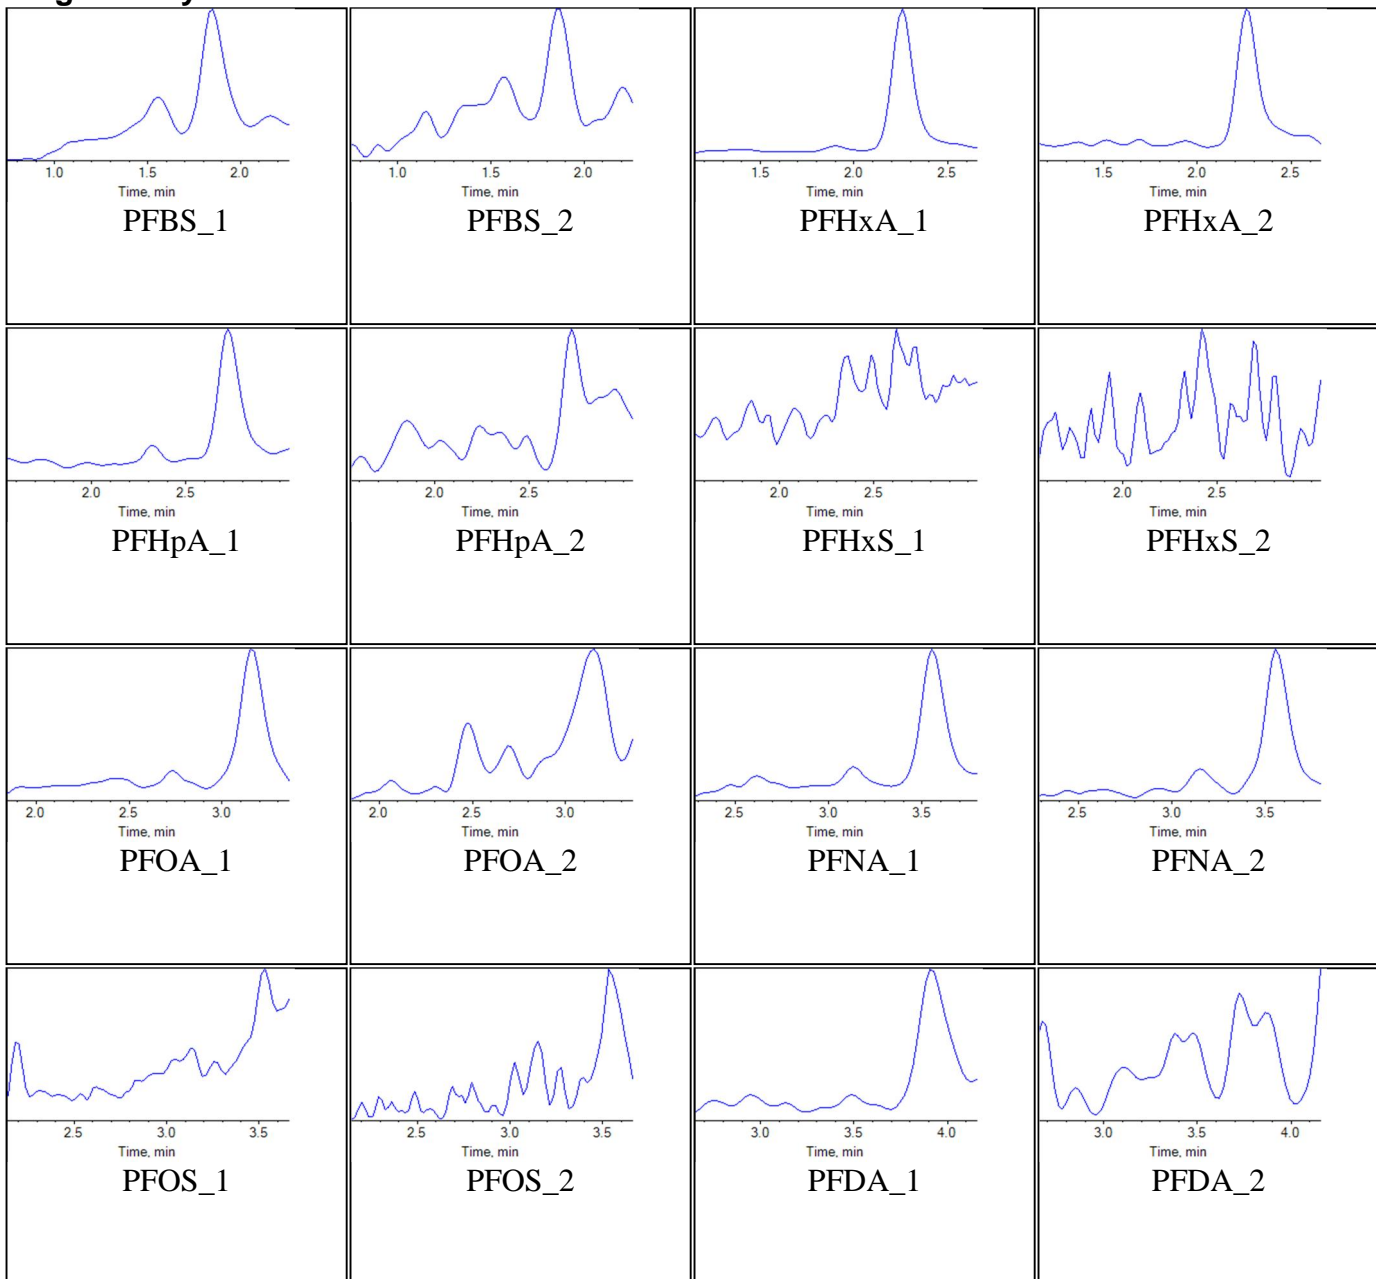 1.0 1.5 2.0 1.0 1.5 2.0 1.5 2.0 2.5 1.5 2.0 2.5
Time, min Time, min Time, min Time, min
PFBS_1 PFBS_2 PFHxA_1 PFHxA_2
2.0 2.5 2.0 2.5 2.0 2.5 2.0 2.5
Time, min Time, min Time, min Time, min
PFHpA_1 PFHpA_2 PFHxS_1 PFHxS_2
2.0 2.5 3.0 2.0 2.5 3.0 2.5 3.0 3.5 2.5 3.0 3.5
Time, min Time, min Time, min Time, min
PFOA_1 PFOA_2 PFNA_1 PFNA_2
2.5 3.0 3.5 2.5 3.0 3.5 3.0 3.5 4.0 3.0 3.5 4.0
Time, min Time, min Time, min Time, min
PFOS_1 PFOS_2 PFDA_1 PFDA_2